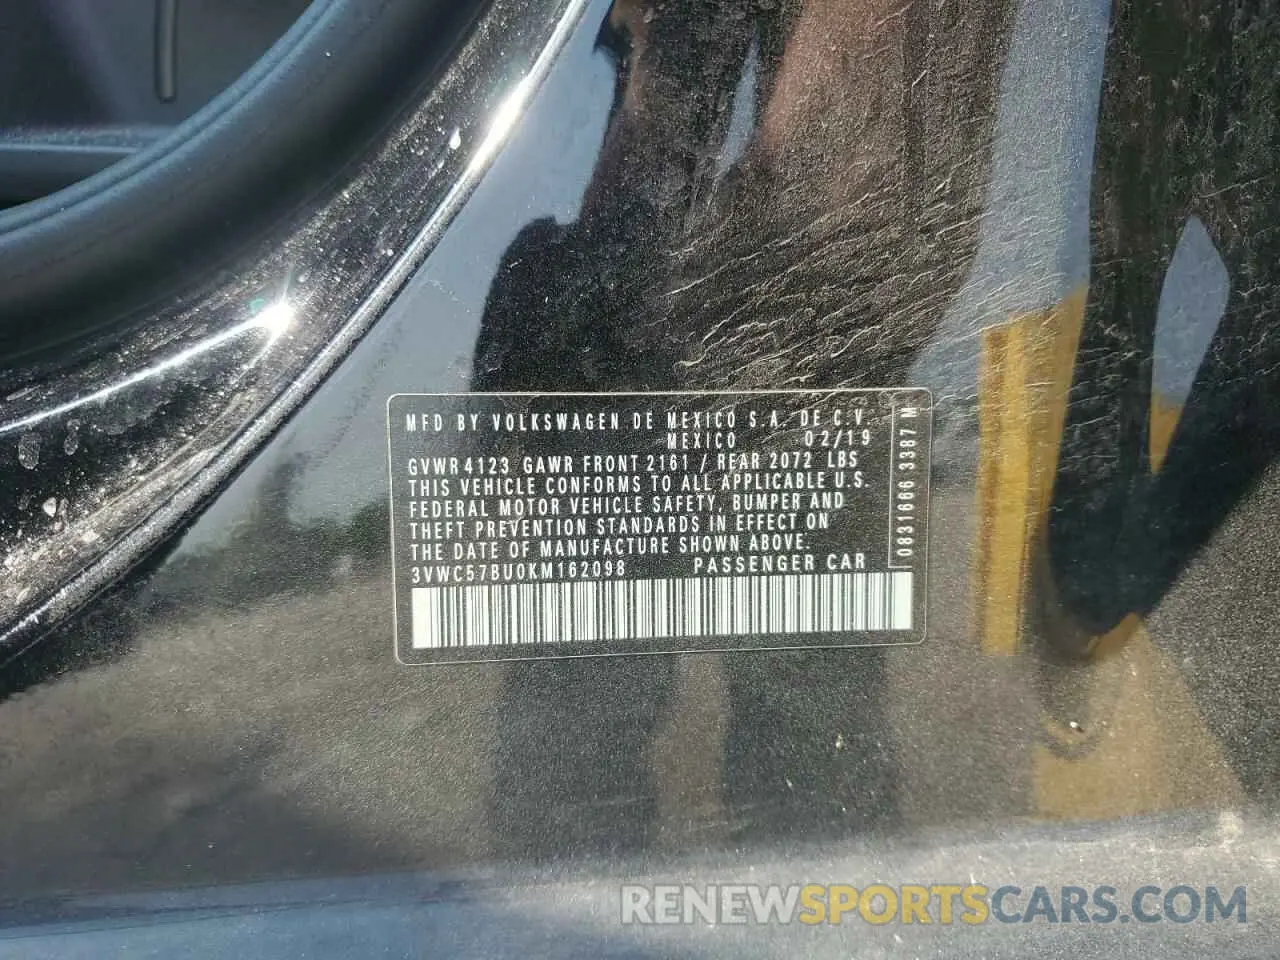 MFD BY VOLKSWAGEN DE MEXICO S.A. DE C.V.
MEXICO 02/19
GVWR 4123 GAWR FRONT 2161 / REAR 2072 LBS
THIS VEHICLE CONFORMS TO ALL APPLICABLE U.S.
FEDERAL MOTOR VEHICLE SAFETY, BUMPER AND
THEFT PREVENTION STANDARDS IN EFFECT ON
THE DATE OF MANUFACTURE SHOWN ABOVE.
3VWC57BU0KM162098 PASSENGER CAR
0831666 3387 M
RENEWSPORTSCARS.COM